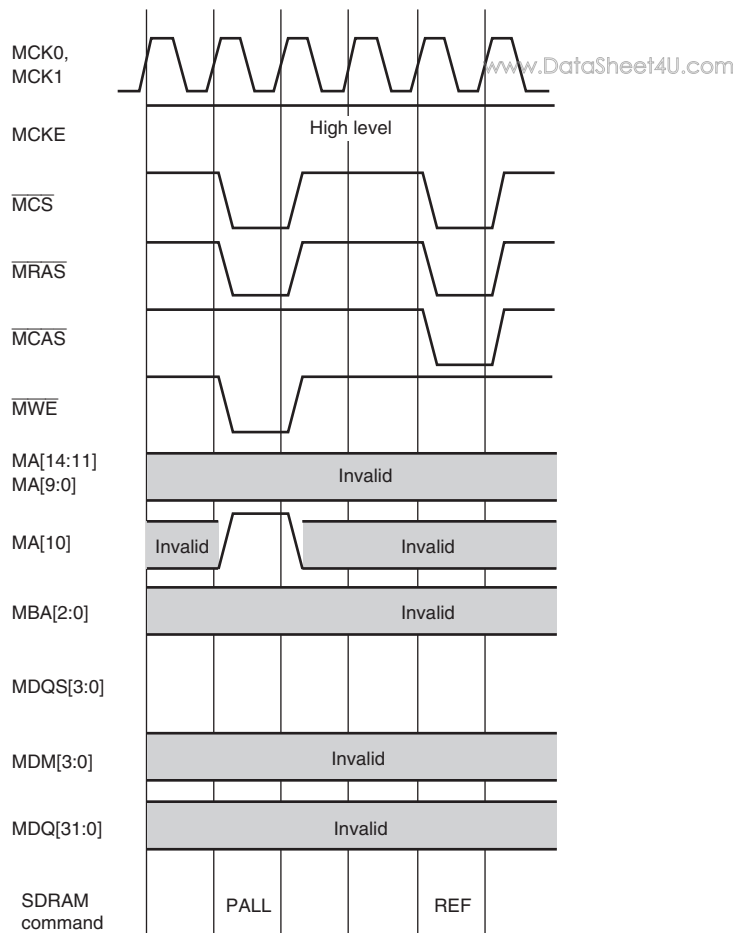 MCK0,
MCK1
www.DataSheet4U.com
MCKE
High level
MCS
MRAS
MCAS
MWE
MA[14:11]
MA[9:0]
Invalid
MA[10]
Invalid
Invalid
MBA[2:0]
Invalid
MDQS[3:0]
MDM[3:0]
Invalid
MDQ[31:0]
Invalid
SDRAM
command
PALL
REF